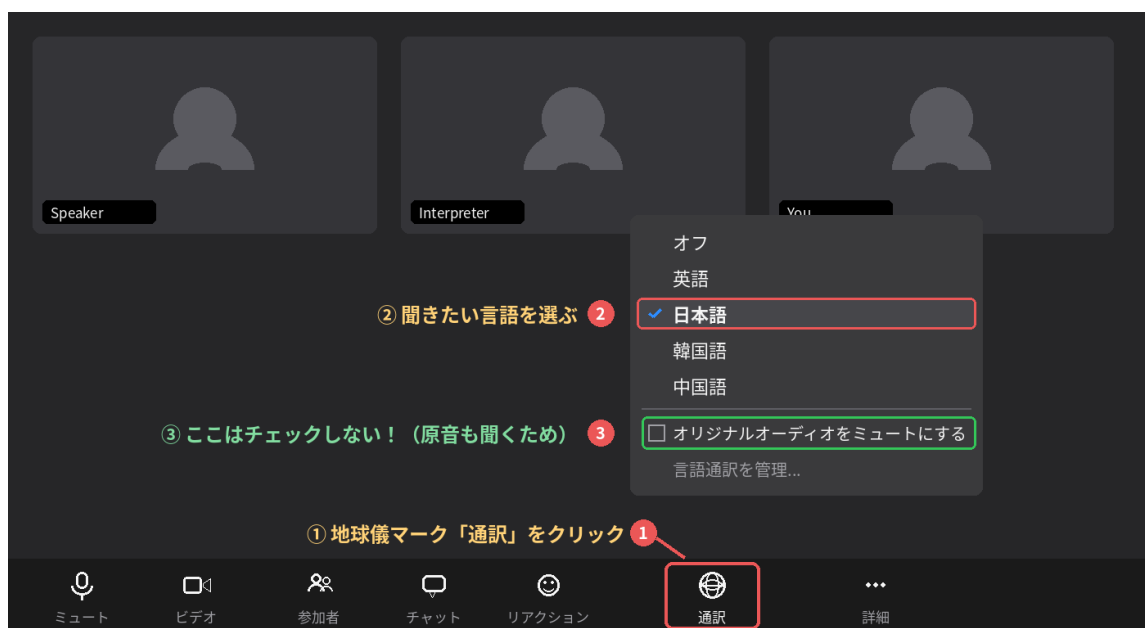 Speaker
Interpreter
You
オフ
英語
② 聞きたい言語を選ぶ 2
日本語
韓国語
中国語
③ ここはチェックしない！（原音も聞くため） 3
オリジナルオーディオをミュートにする
言語通訳を管理...
① 地球儀マーク「通訳」をクリック 1
ミュート
ビデオ
参加者
チャット
リアクション
通訳
詳細